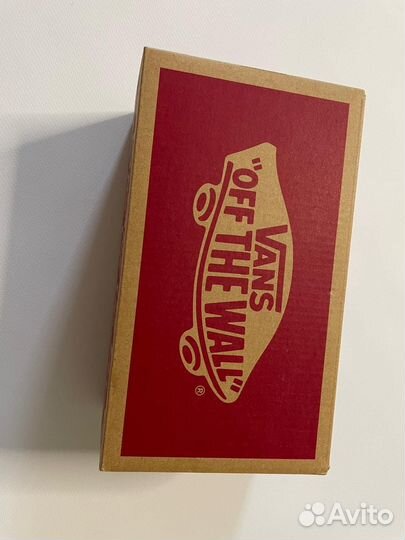 VANS
"OFF THE WALL"
®
Avito